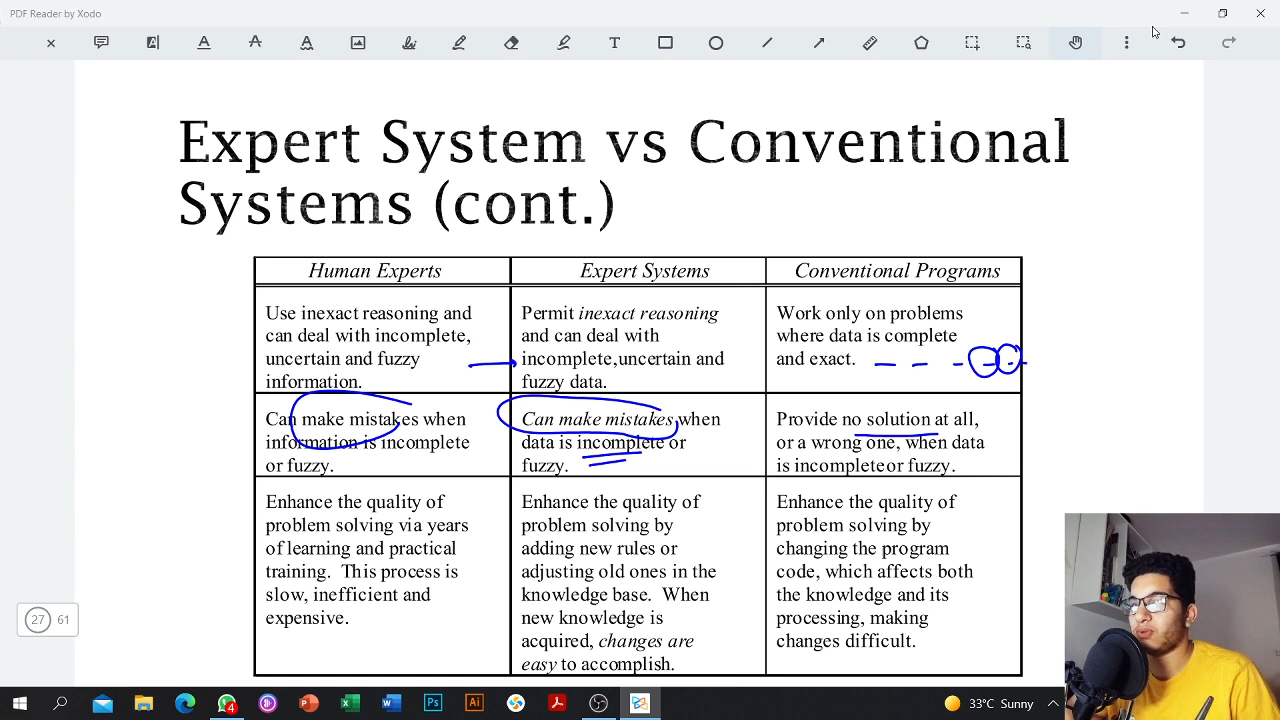 PDF Reader by Xodo
Expert System vs Conventional
Systems (cont.)
Human Experts
Expert Systems
Conventional Programs
Use inexact reasoning and
can deal with incomplete,
uncertain and fuzzy
information.
Permit inexact reasoning
and can deal with
incomplete,uncertain and
fuzzy data.
Work only on problems
where data is complete
and exact.
Can make mistakes when
information is incomplete
or fuzzy.
Can make mistakes when
data is incomplete or
fuzzy.
Provide no solution at all,
or a wrong one, when data
is incomplete or fuzzy.
Enhance the quality of
problem solving via years
of learning and practical
training. This process is
slow, inefficient and
expensive.
Enhance the quality of
problem solving by
adding new rules or
adjusting old ones in the
knowledge base. When
new knowledge is
acquired, changes are
easy to accomplish.
Enhance the quality of
problem solving by
changing the program
code, which affects both
the knowledge and its
processing, making
changes difficult.
27 61
4
Ps
Ai
33°C Sunny